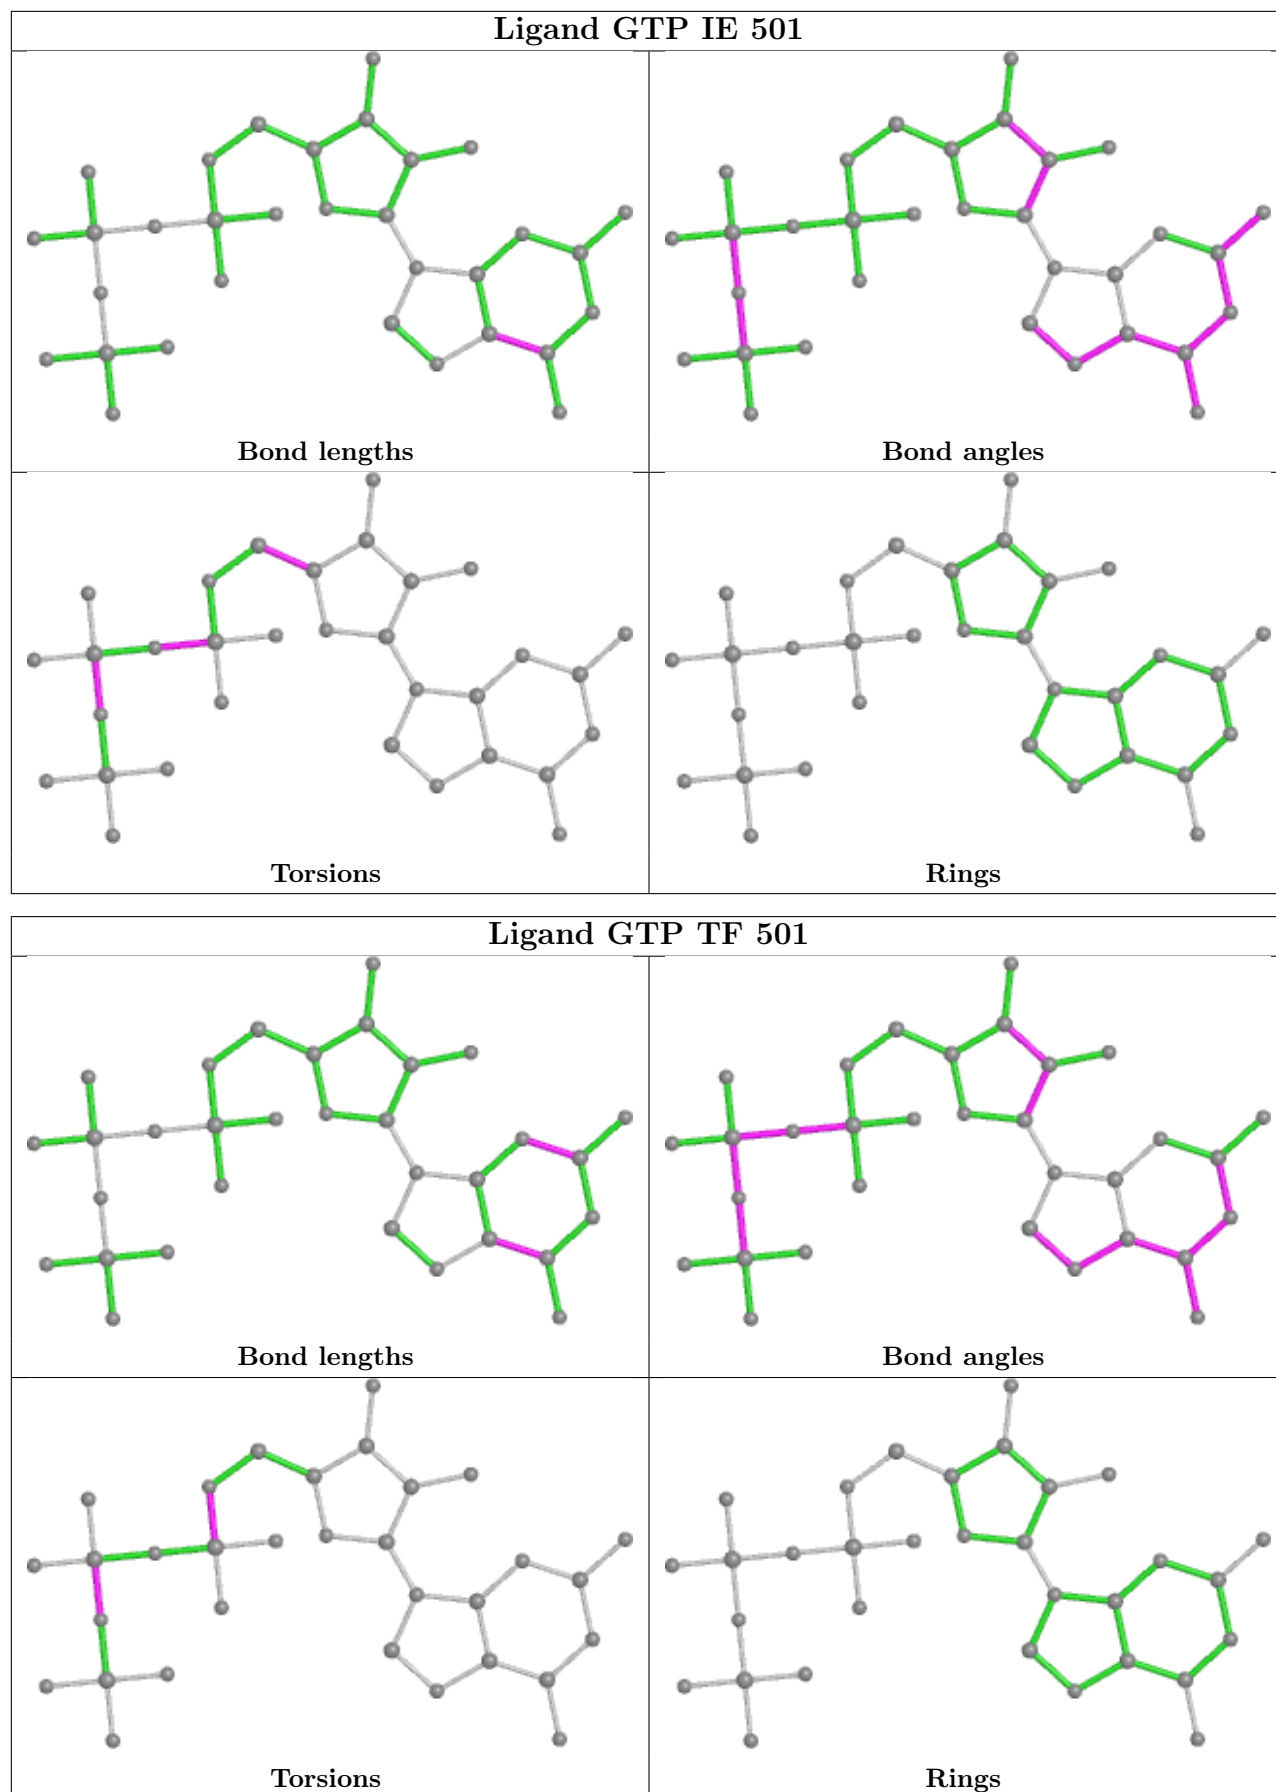 Ligand GTP IE 501
Bond lengths
Bond angles
Torsions
Rings
Ligand GTP TF 501
Bond lengths
Bond angles
Torsions
Rings